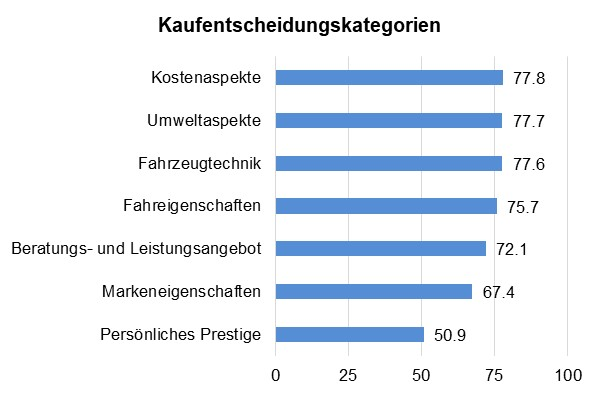 Kaufentscheidungskategorien
Kostenaspekte 77.8
Umweltaspekte 77.7
Fahrzeugtechnik 77.6
Fahreigenschaften 75.7
Beratungs- und Leistungsangebot 72.1
Markeneigenschaften 67.4
Persönliches Prestige 50.9
0 25 50 75 100